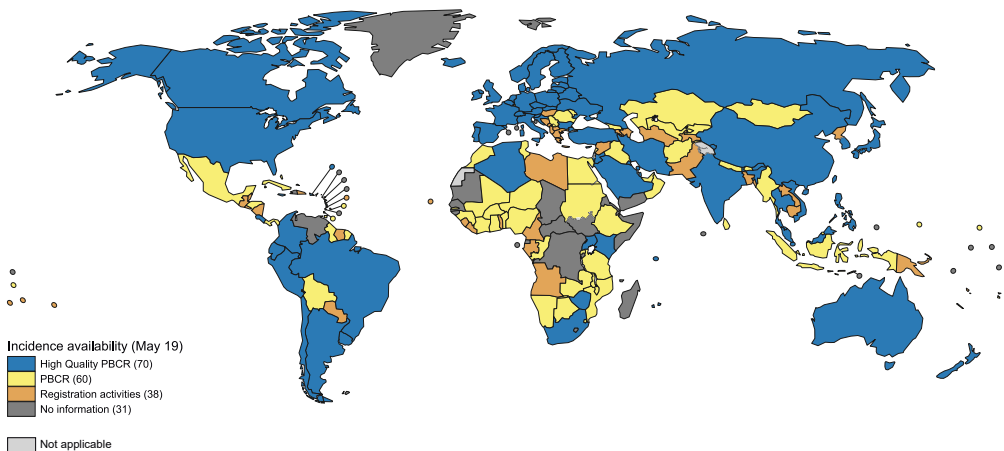 Incidence availability (May 19)
High Quality PBCR (70)
PBCR (60)
Registration activities (38)
No information (31)
Not applicable